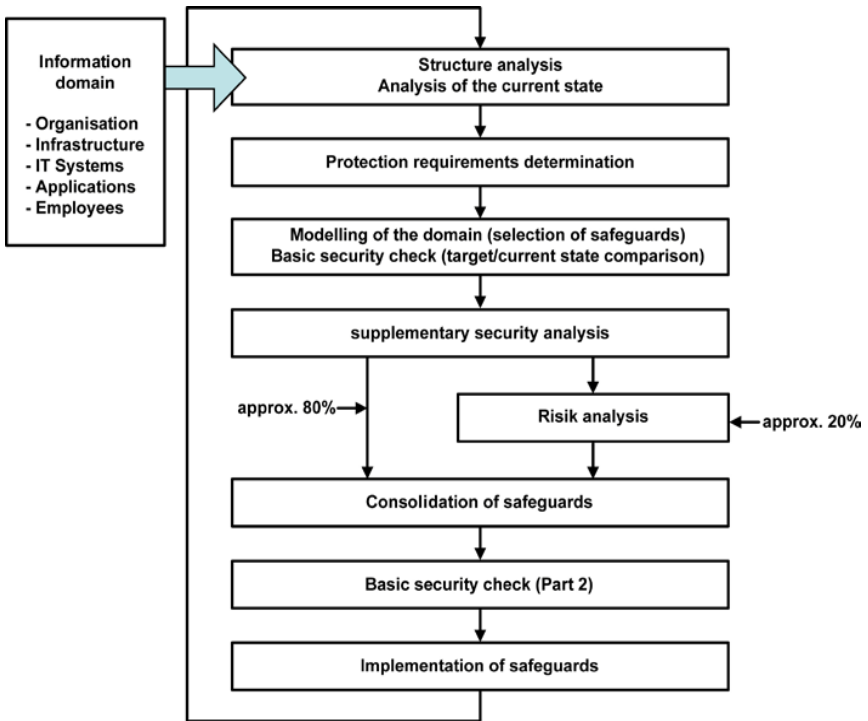 Information
domain
- Organisation
- Infrastructure
- IT Systems
- Applications
- Employees
Structure analysis
Analysis of the current state
Protection requirements determination
Modelling of the domain (selection of safeguards)
Basic security check (target/current state comparison)
supplementary security analysis
approx. 80%
Risik analysis
approx. 20%
Consolidation of safeguards
Basic security check (Part 2)
Implementation of safeguards